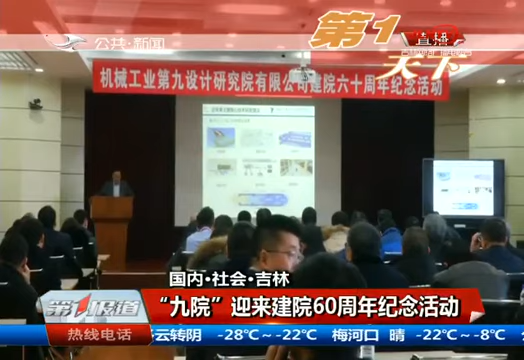 公共·新闻
第1
直播
天下
机械工业第九设计研究院有限公司建院六十周年纪念活动
国内·社会·吉林
第1报道
“九院”迎来建院60周年纪念活动
热线电话
云转阴 -28℃~-22℃ 梅河口 晴 -22℃~-8℃